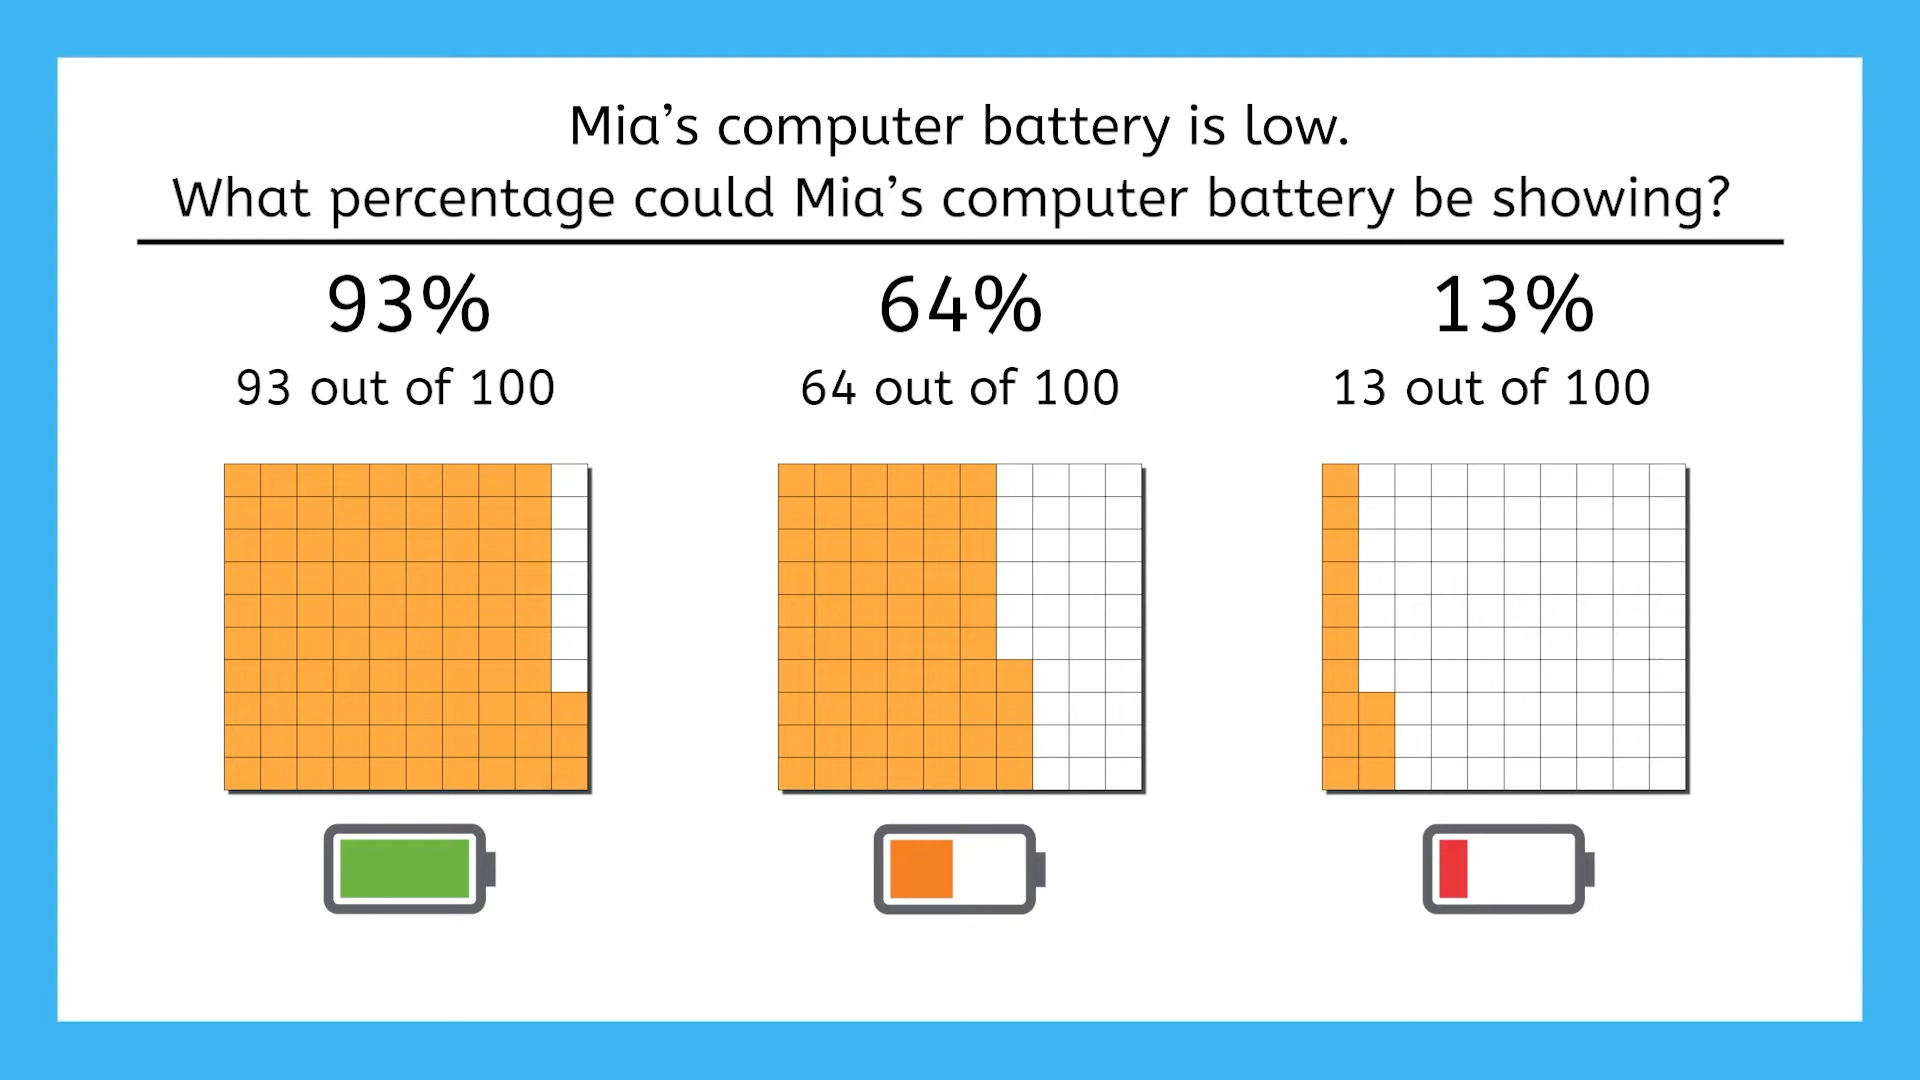 Mia’s computer battery is low.
What percentage could Mia’s computer battery be showing?
93%
64%
13%
93 out of 100
64 out of 100
13 out of 100